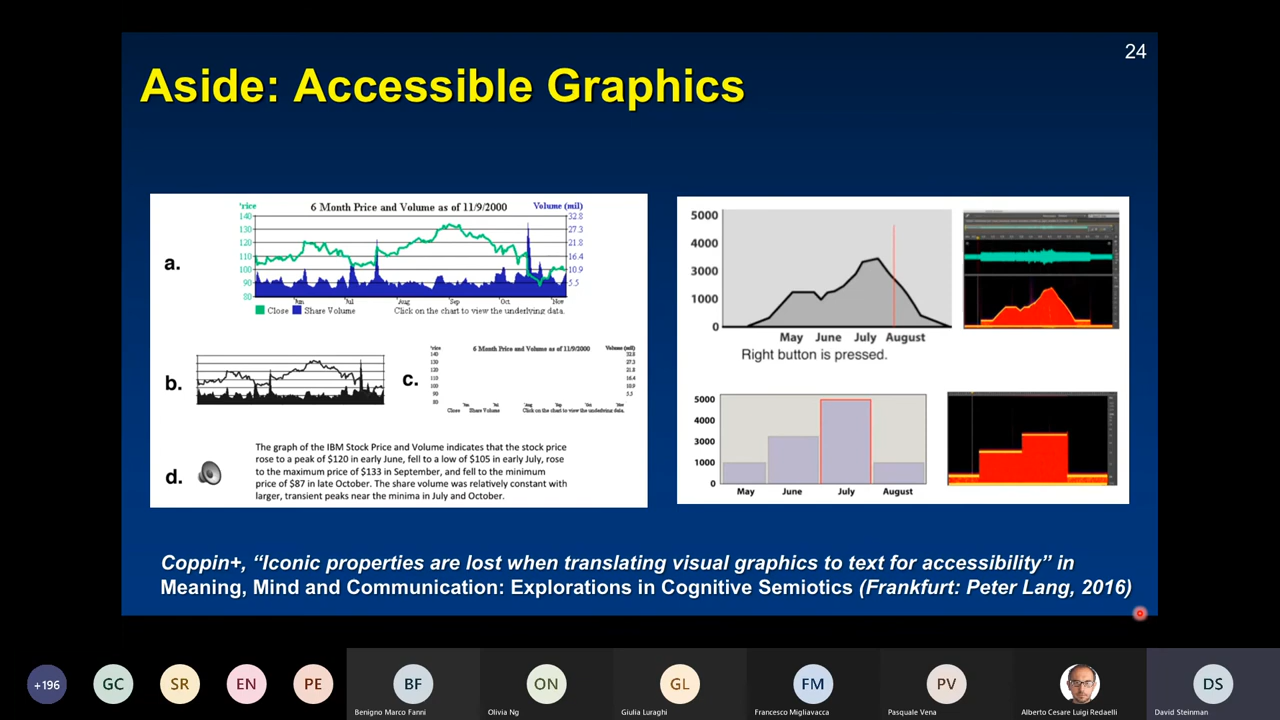 24
Aside: Accessible Graphics
a.
'rice
6 Month Price and Volume as of 11/9/2000
Volume (mil)
140
130
120
110
100
90
80
32.8
27.3
21.8
16.4
10.9
5.5
Jul
Aug
Sep
Oct
Nov
Close
Share Volume
Click on the chart to view the underlying data.
b.
c.
'rice
6 Month Price and Volume as of 11/9/2000
Volume (mil)
140
130
120
110
100
90
80
32.8
27.3
21.8
16.4
10.9
5.5
Jul
Aug
Sep
Oct
Nov
Close
Share Volume
Click on the chart to view the underlying data.
d.
The graph of the IBM Stock Price and Volume indicates that the stock price
rose to a peak of $120 in early June, fell to a low of $105 in early July, rose
to the maximum price of $133 in September, and fell to the minimum
price of $87 in late October. The share volume was relatively constant with
larger, transient peaks near the minima in July and October.
5000
4000
3000
1000
0
May June July August
Right button is pressed.
5000
4000
3000
1000
0
May June July August
Coppin+, “Iconic properties are lost when translating visual graphics to text for accessibility” in
Meaning, Mind and Communication: Explorations in Cognitive Semiotics (Frankfurt: Peter Lang, 2016)
+196
GC
SR
EN
PE
BF
ON
GL
FM
PV
DS
Benigno Marco Fanni
Olivia Ng
Giulia Luraghi
Francesco Migliavacca
Pasquale Vena
Alberto Cesare Luigi Redaelli
David Steinman